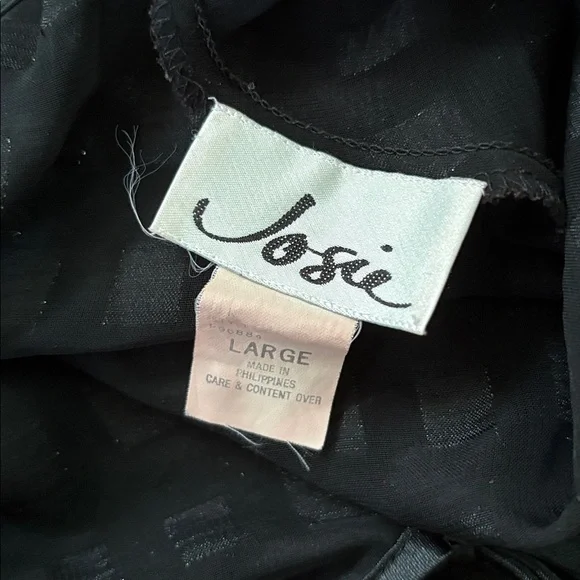 Josie
LARGE
MADE IN
PHILIPPINES
CARE & CONTENT OVER